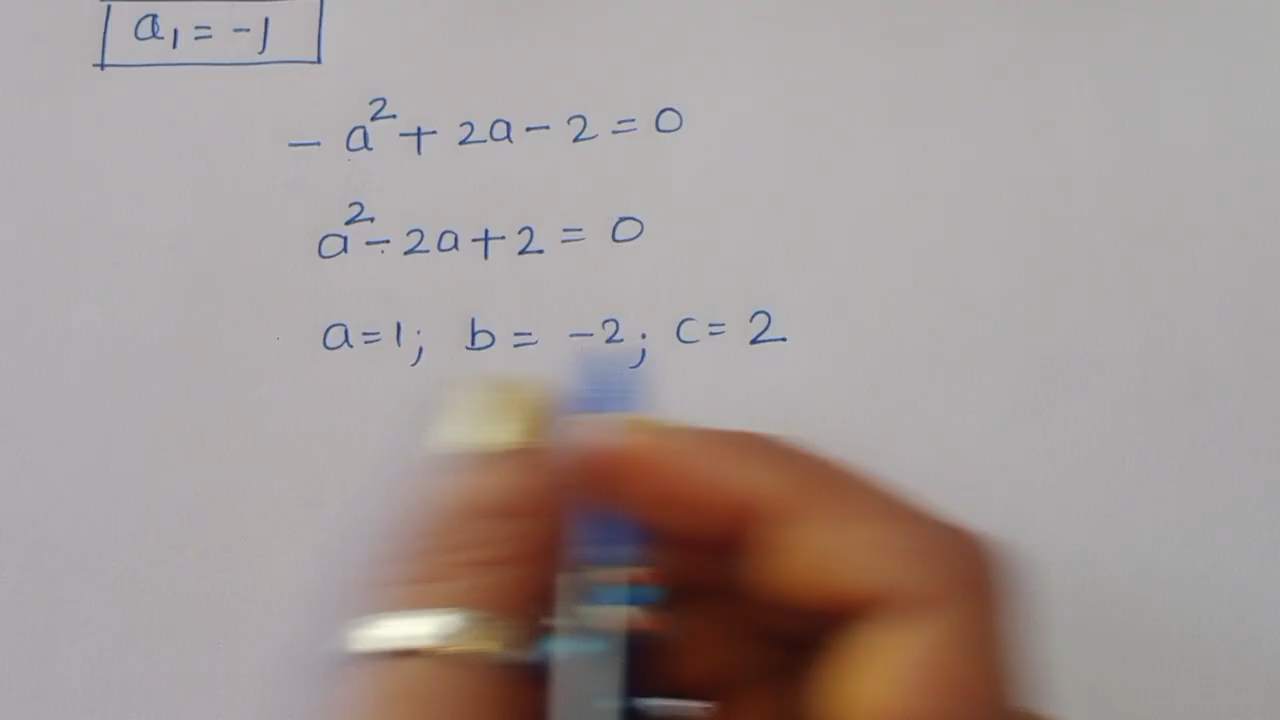 a₁ = -1
- a² + 2a - 2 = 0
a² - 2a + 2 = 0
a=1; b = -2; c = 2